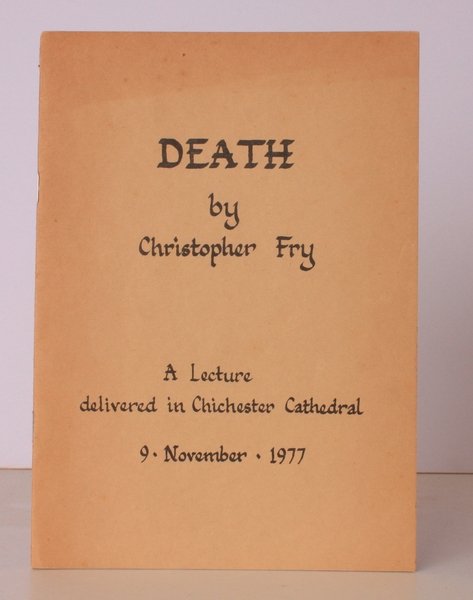 DEATH
by
Christopher Fry
A Lecture
delivered in Chichester Cathedral
9 · November · 1977